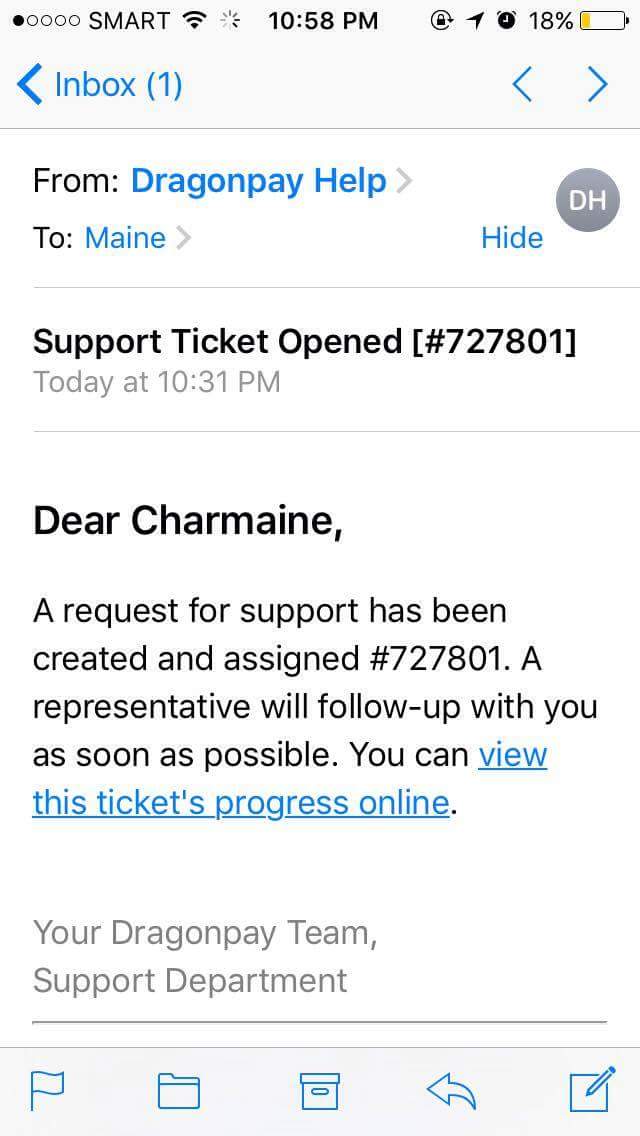 SMART 10:58 PM 18%
Inbox (1)
From: Dragonpay Help
DH
To: Maine Hide
Support Ticket Opened [#727801]
Today at 10:31 PM
Dear Charmaine,
A request for support has been
created and assigned #727801. A
representative will follow-up with you
as soon as possible. You can view
this ticket's progress online.
Your Dragonpay Team,
Support Department